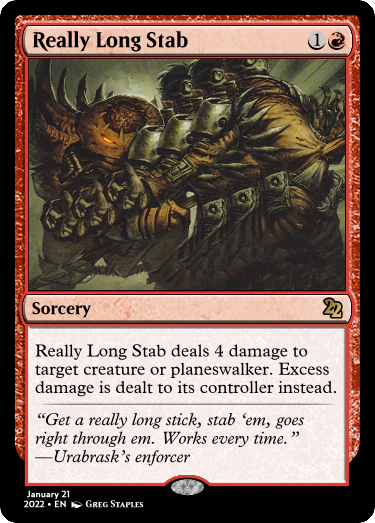 Really Long Stab 1
Sorcery 22
Really Long Stab deals 4 damage to
target creature or planeswalker. Excess
damage is dealt to its controller instead.
“Get a really long stick, stab ‘em, goes
right through em. Works every time.”
—Urabrask’s enforcer
January 21
2022 • EN Greg Staples